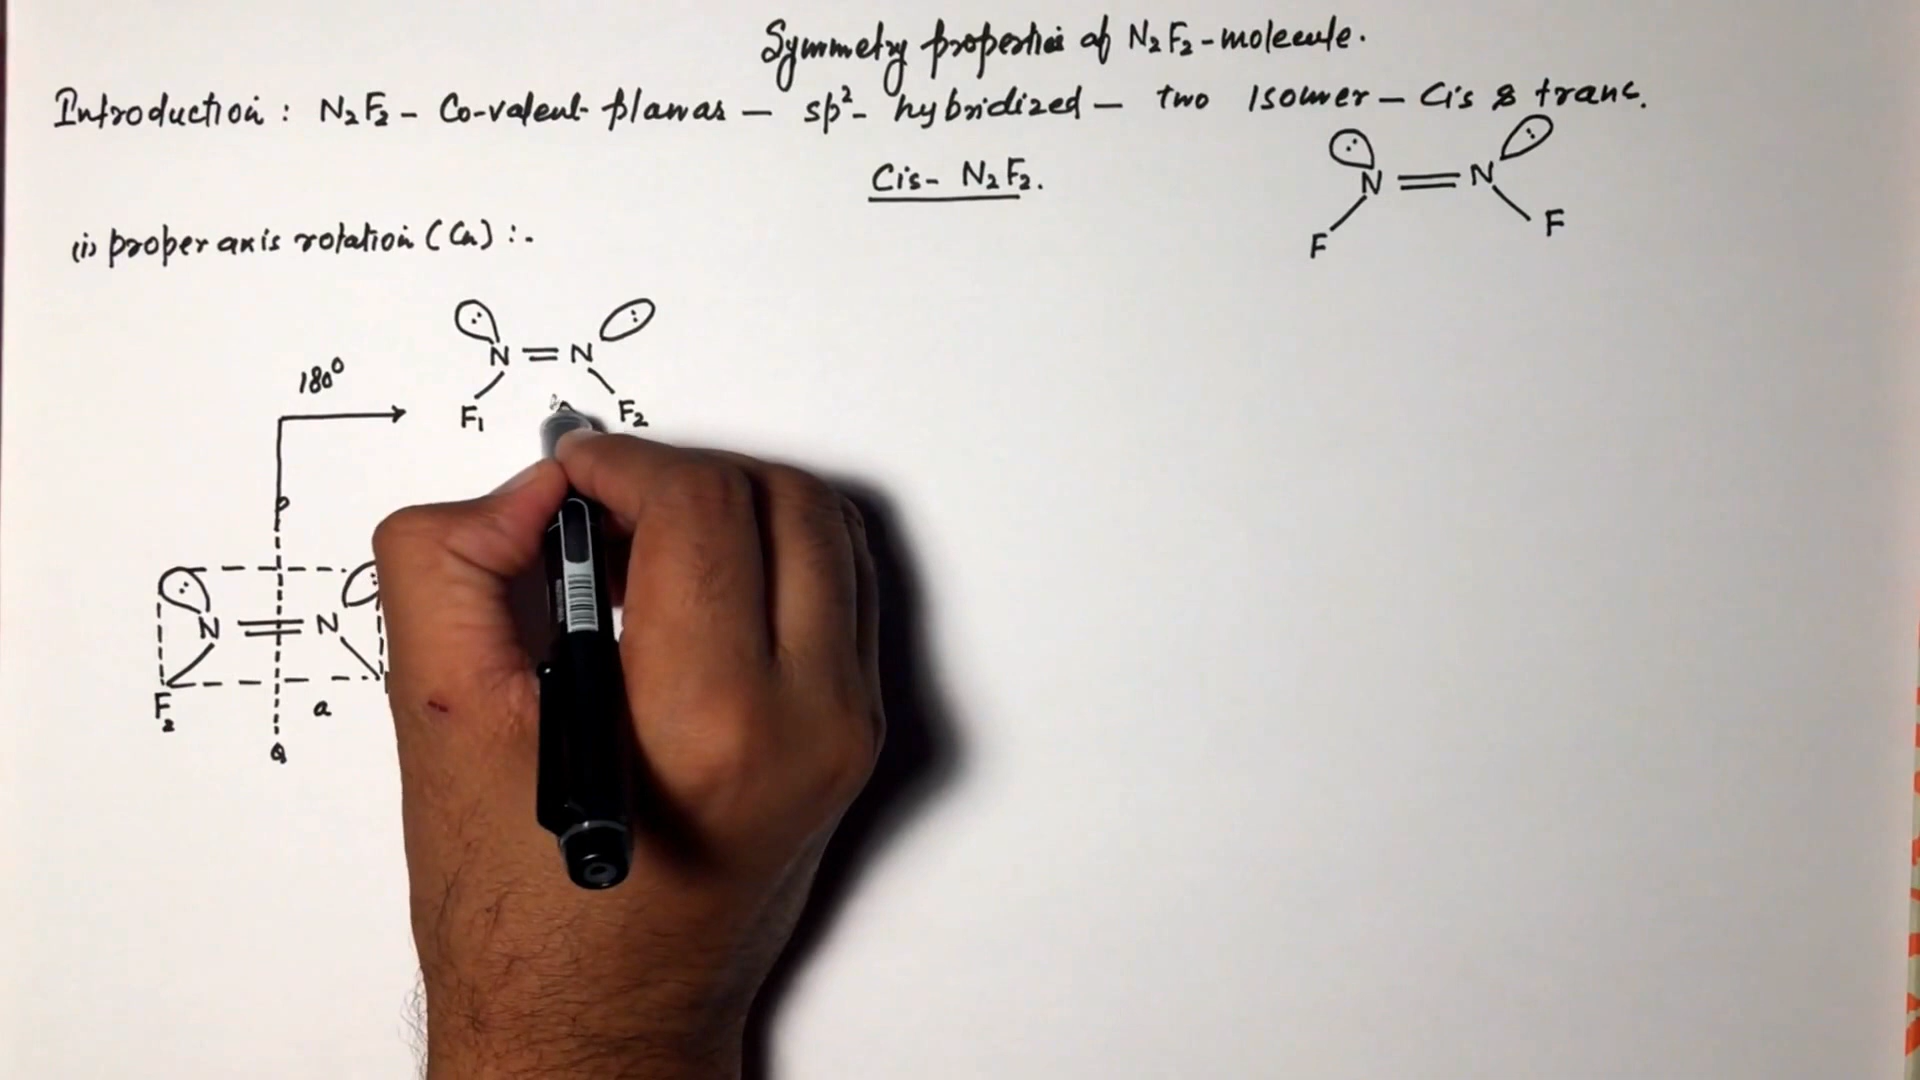 Symmetry properties of N₂F₂-molecule.
Introduction : N₂F₂ - Co-valent planar - sp²- hybridized - two Isomer - Cis & trans.
Cis- N₂F₂.
N = N
F F
(i) proper axis rotation (Cn) :-
N = N
F₁ F₂
180°
P
N = N
F₂
a
Q